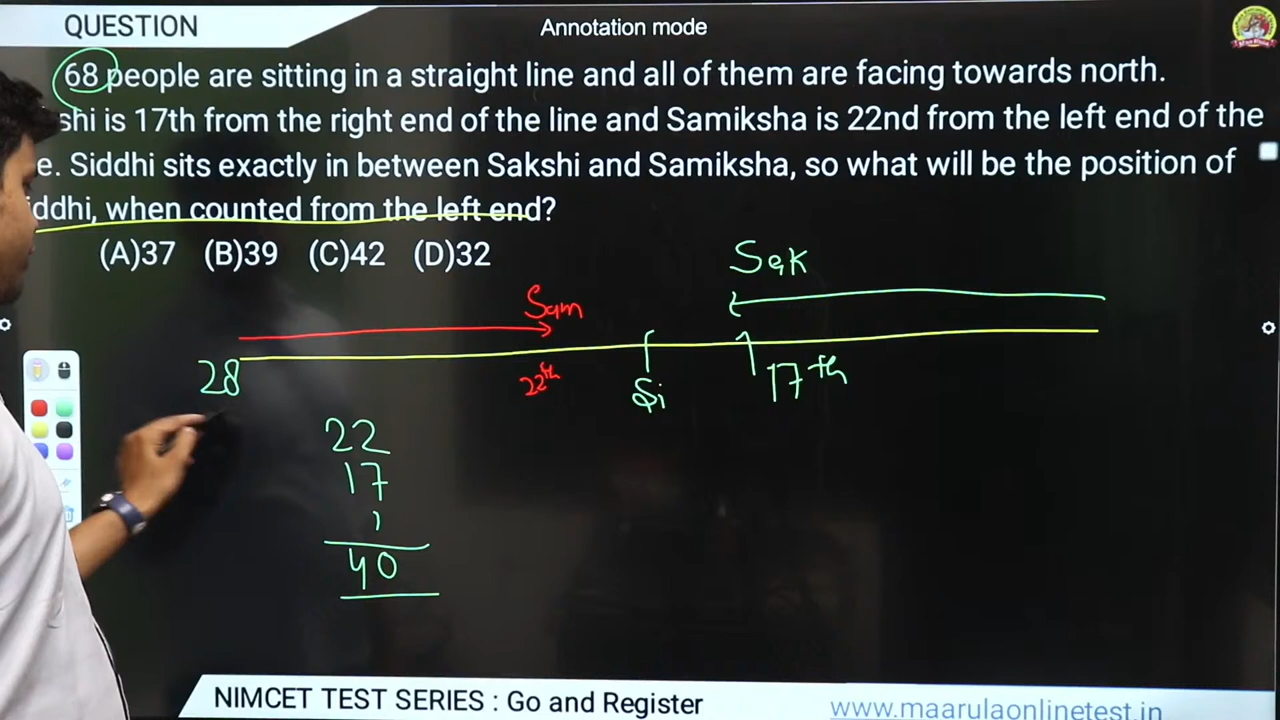 QUESTION
Annotation mode
68 people are sitting in a straight line and all of them are facing towards north.
shi is 17th from the right end of the line and Samiksha is 22nd from the left end of the
e. Siddhi sits exactly in between Sakshi and Samiksha, so what will be the position of
iddhi, when counted from the left end?
(A)37 (B)39 (C)42 (D)32
Sak
Sam
28
22th
Si
17th
22
17
1
40
NIMCET TEST SERIES : Go and Register
www.maarulaonlinetest.in